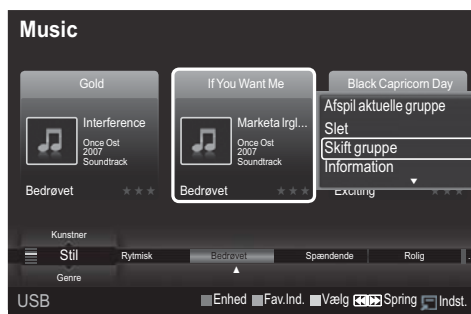 Music
Gold
If You Want Me
Black Capricorn Day
Interference
Once Ost
2007
Soundtrack
Bedrøvet
Marketa Irgl...
Once Ost
2007
Soundtrack
Bedrøvet
Afspil aktuelle gruppe
Slet
Skift gruppe
Information
Exciting
Kunstner
Stil
Genre
Rytmisk
Bedrøvet
Spændende
Rolig
USB
Enhed
Fav.Ind.
Vælg
Spring
Indst.